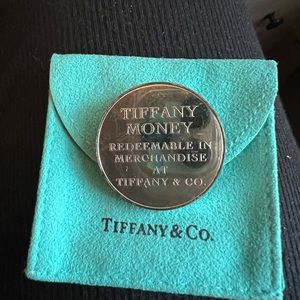 TIFFANY
MONEY
REDEEMABLE IN
MERCHANDISE
AT
TIFFANY & CO.
TIFFANY & CO.